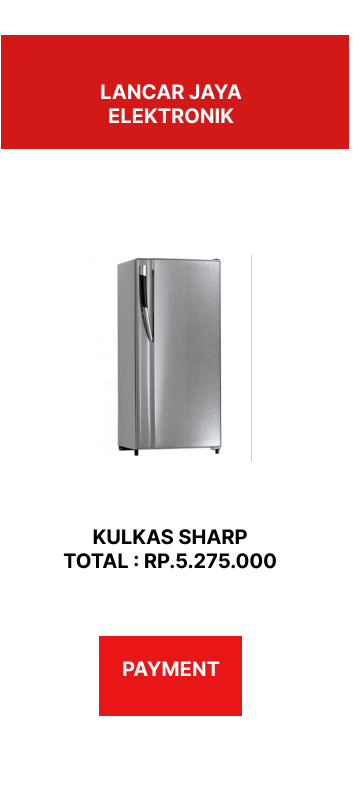 LANCAR JAYA
ELEKTRONIK
KULKAS SHARP
TOTAL : RP.5.275.000
PAYMENT